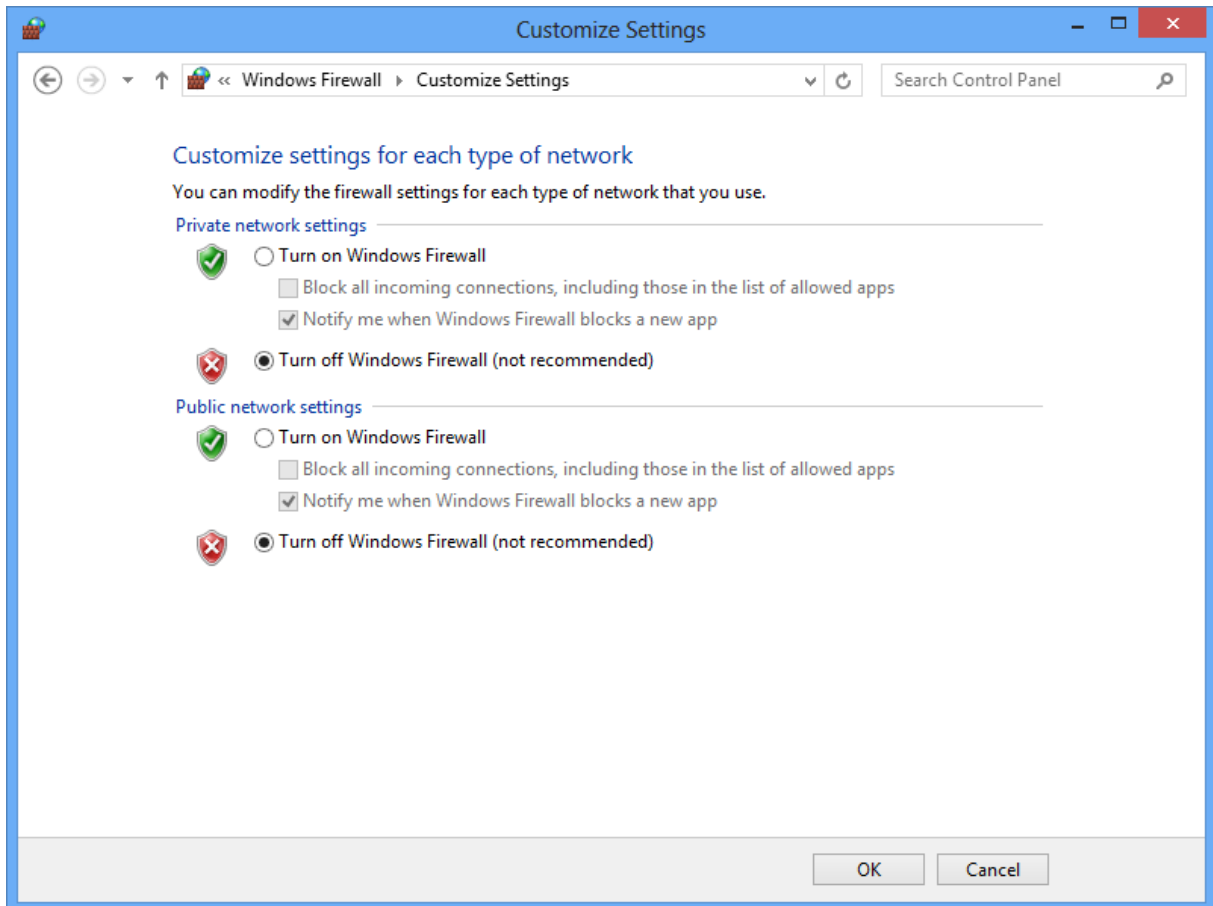 Customize Settings
« Windows Firewall Customize Settings Search Control Panel
Customize settings for each type of network
You can modify the firewall settings for each type of network that you use.
Private network settings
Turn on Windows Firewall
Block all incoming connections, including those in the list of allowed apps
Notify me when Windows Firewall blocks a new app
Turn off Windows Firewall (not recommended)
Public network settings
Turn on Windows Firewall
Block all incoming connections, including those in the list of allowed apps
Notify me when Windows Firewall blocks a new app
Turn off Windows Firewall (not recommended)
OK Cancel